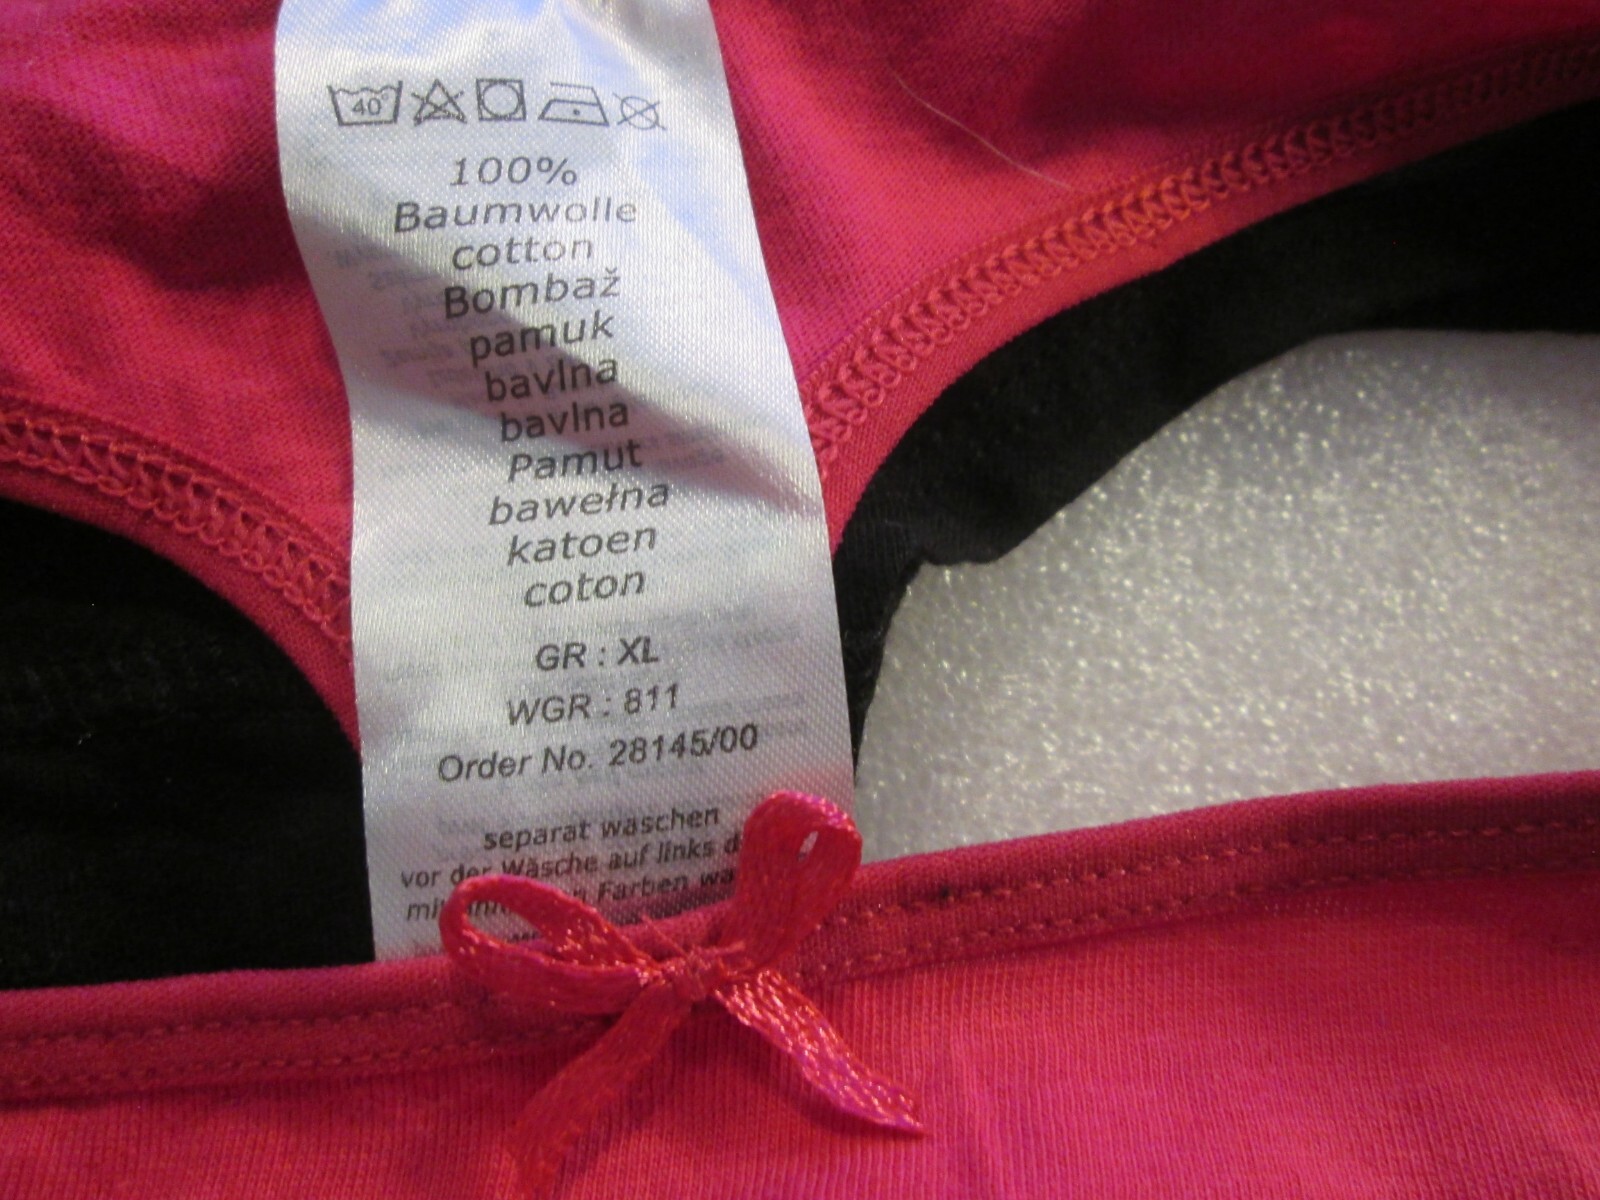 40°
100%
Baumwolle
cotton
Bombaž
pamuk
bavlna
bavlna
Pamut
bawełna
katoen
coton
GR : XL
WGR : 811
Order No. 28145/00
separat waschen
vor der Wäsche auf links
Farben